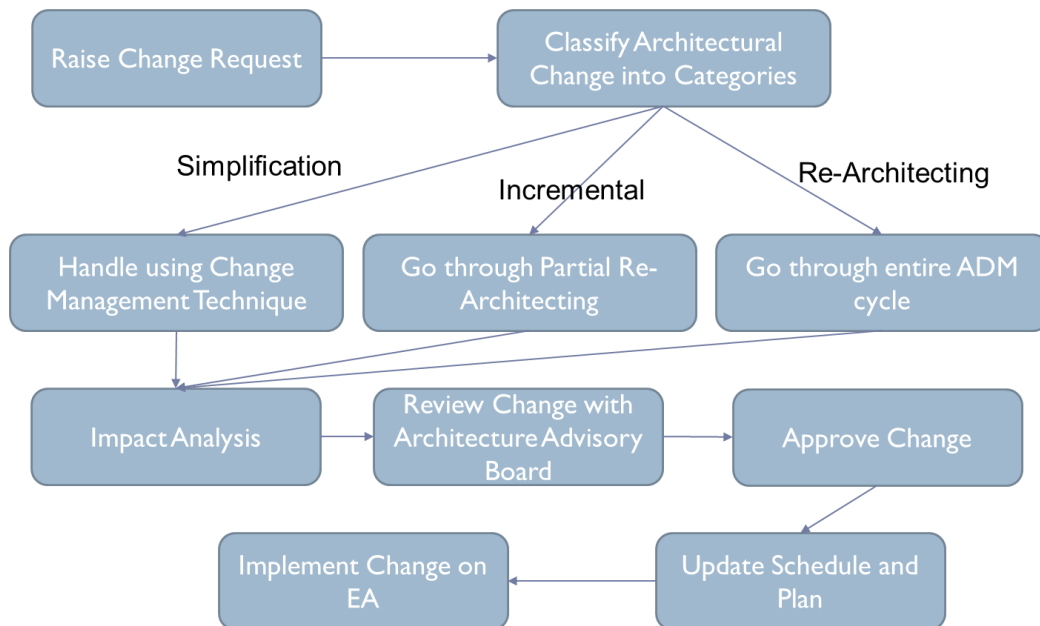 Raise Change Request
Classify Architectural
Change into Categories
Simplification
Incremental
Re-Architecting
Handle using Change
Management Technique
Go through Partial Re-
Architecting
Go through entire ADM
cycle
Impact Analysis
Review Change with
Architecture Advisory
Board
Approve Change
Implement Change on
EA
Update Schedule and
Plan